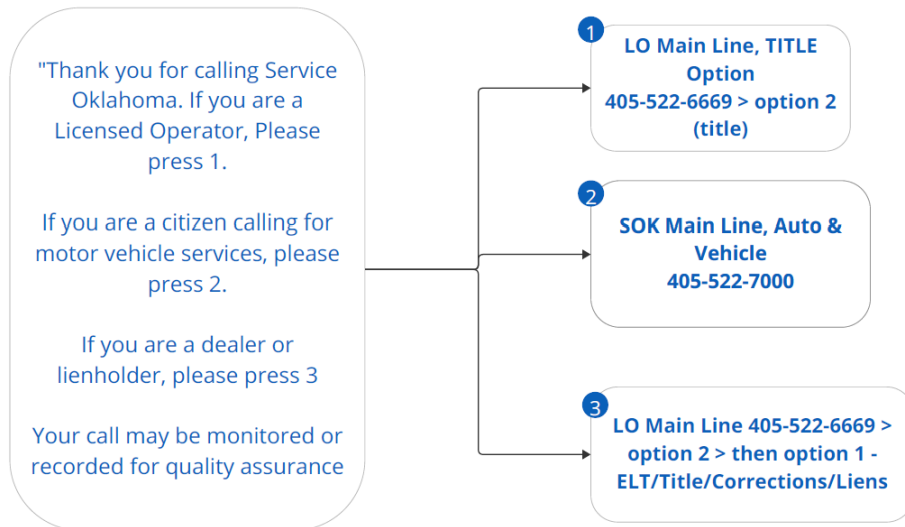 "Thank you for calling Service
Oklahoma. If you are a
Licensed Operator, Please
press 1.
If you are a citizen calling for
motor vehicle services, please
press 2.
If you are a dealer or
lienholder, please press 3
Your call may be monitored or
recorded for quality assurance
1
LO Main Line, TITLE
Option
405-522-6669 > option 2
(title)
2
SOK Main Line, Auto &
Vehicle
405-522-7000
3
LO Main Line 405-522-6669 >
option 2 > then option 1 -
ELT/Title/Corrections/Liens